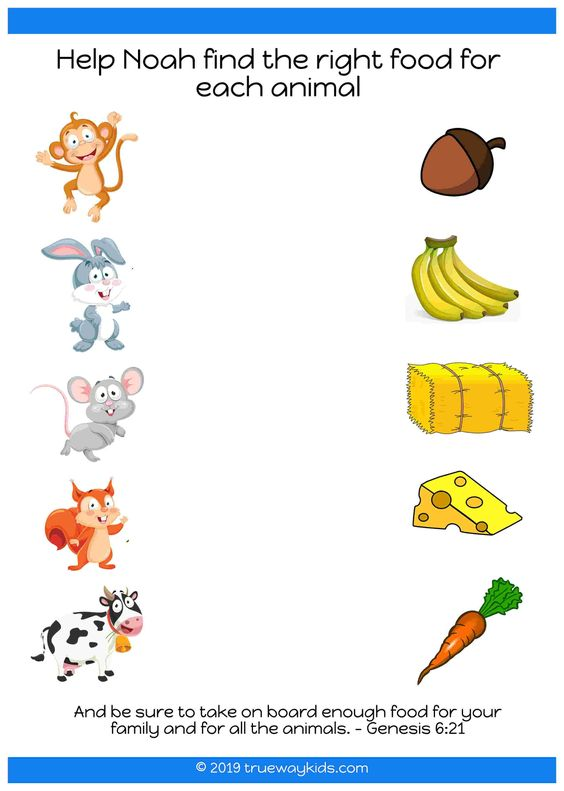 Help Noah find the right food for
each animal
And be sure to take on board enough food for your
family and for all the animals. - Genesis 6:21
© 2019 truewaykids.com